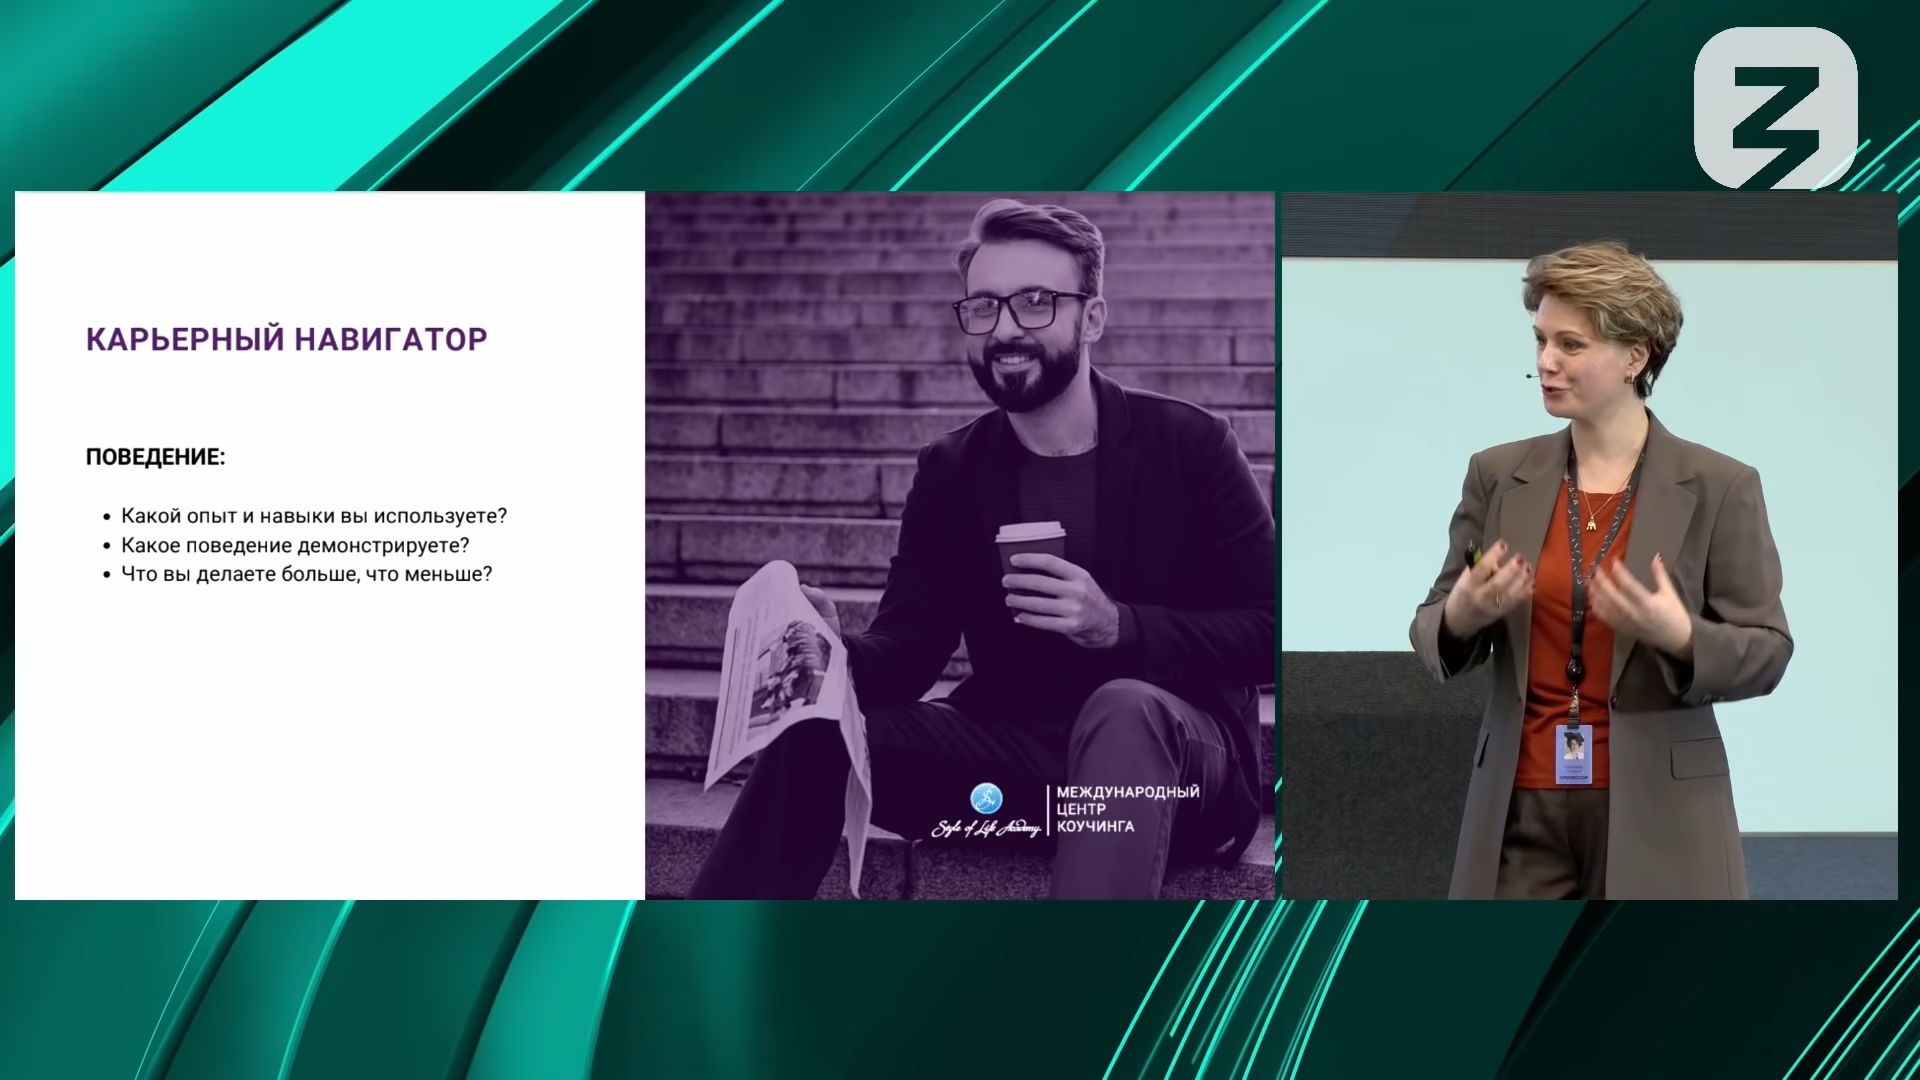 КАРЬЕРНЫЙ НАВИГАТОР
ПОВЕДЕНИЕ:
• Какой опыт и навыки вы используете?
• Какое поведение демонстрируете?
• Что вы делаете больше, что меньше?
Style of Life Academy
МЕЖДУНАРОДНЫЙ
ЦЕНТР
КОУЧИНГА